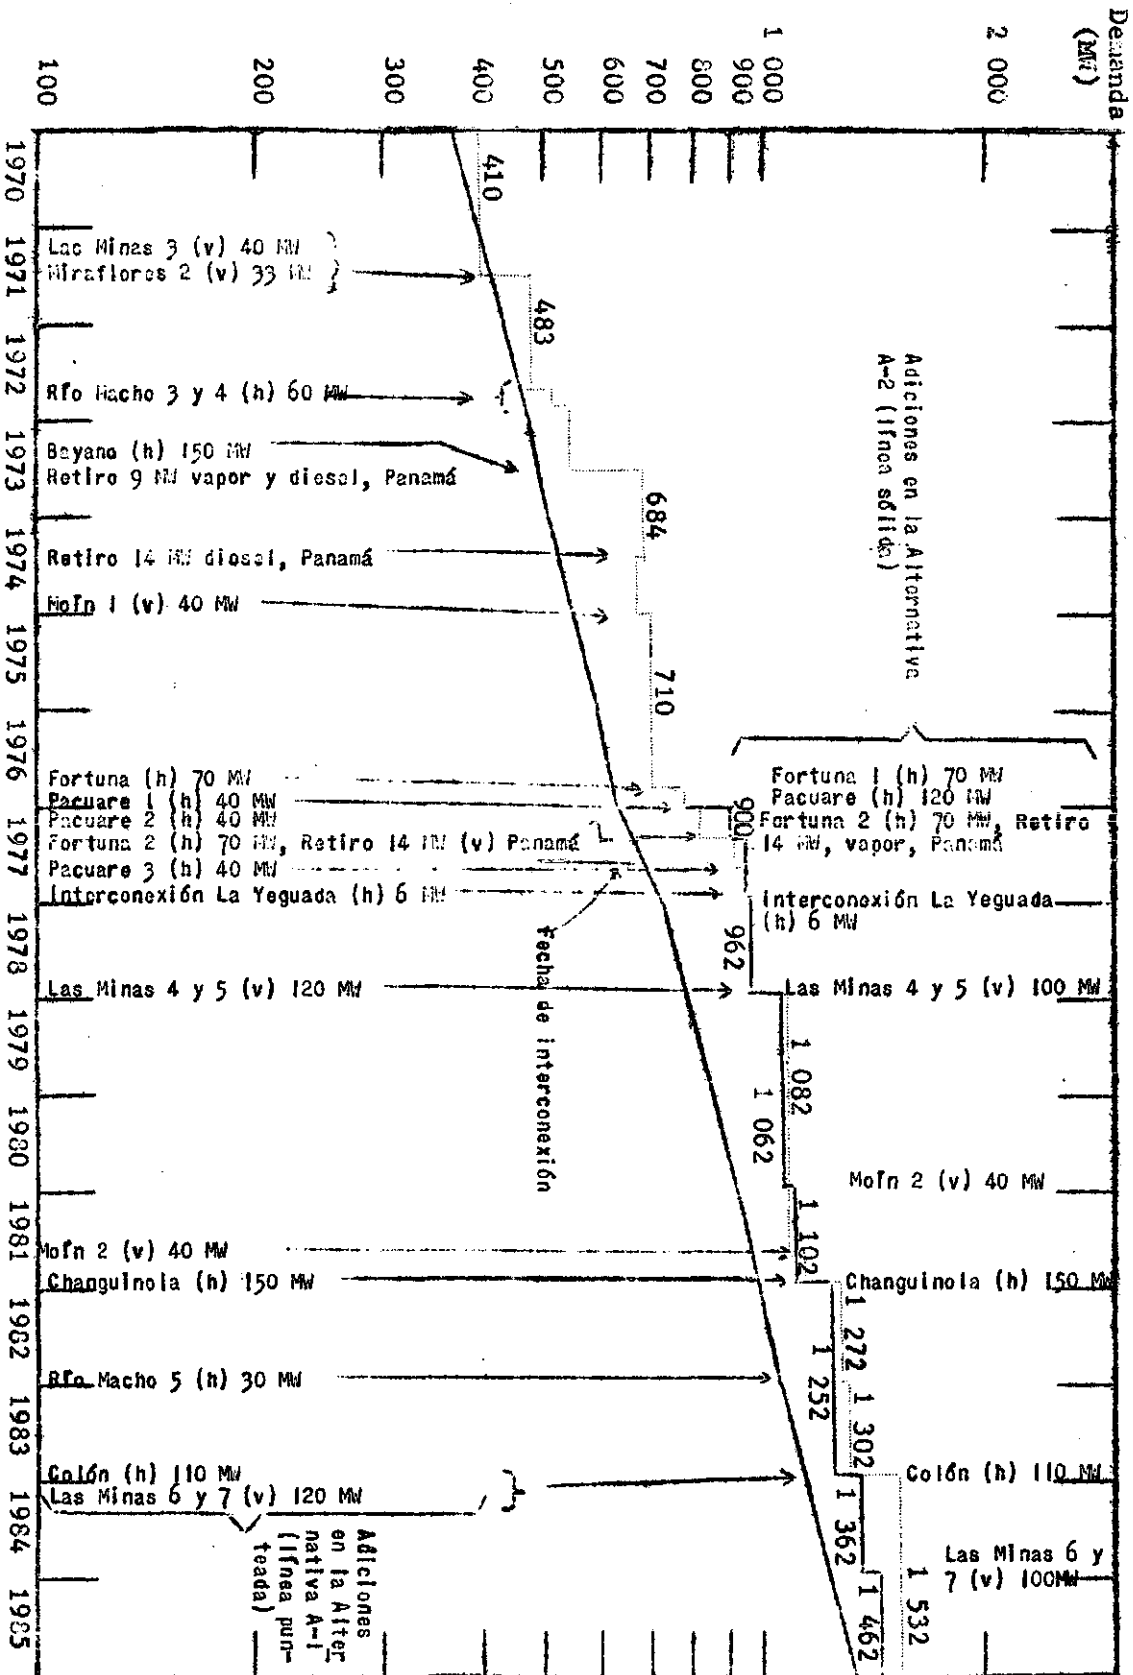 Demanda
(MW)
2 000
1 000
900
800
700
600
500
400
300
200
100
1970
1971
1972
1973
1974
1975
1976
1977
1978
1979
1980
1981
1982
1983
1984
1985
410
483
684
710
900
962
1 082
1 062
1 102
1 272
1 252
1 302
1 362
1 532
1 462
Las Minas 3 (v) 40 MW
Miraflores 2 (v) 33 MW
Río Macho 3 y 4 (h) 60 MW
Bayano (h) 150 MW
Retiro 9 MW vapor y diesel, Panamá
Retiro 14 MW diesel, Panamá
Moín 1 (v) 40 MW
Fortuna (h) 70 MW
Pacuare 1 (h) 40 MW
Pacuare 2 (h) 40 MW
Fortuna 2 (h) 70 MW, Retiro 14 MW (v) Panamá
Pacuare 3 (h) 40 MW
Interconexión La Yeguada (h) 6 MW
Las Minas 4 y 5 (v) 120 MW
Moín 2 (v) 40 MW
Changuinola (h) 150 MW
Río Macho 5 (h) 30 MW
Colón (h) 110 MW
Las Minas 6 y 7 (v) 120 MW
Adiciones
en la Alter
nativa A-1
(línea pun-
teada)
Fecha de interconexión
Adiciones en la Alternativa
A-2 (línea sólida)
Fortuna 1 (h) 70 MW
Pacuare (h) 120 MW
Fortuna 2 (h) 70 MW, Retiro
14 MW, vapor, Panamá
Interconexión La Yeguada
(h) 6 MW
Las Minas 4 y 5 (v) 100 MW
Moín 2 (v) 40 MW
Changuinola (h) 150 MW
Colón (h) 110 MW
Las Minas 6 y
7 (v) 100MW